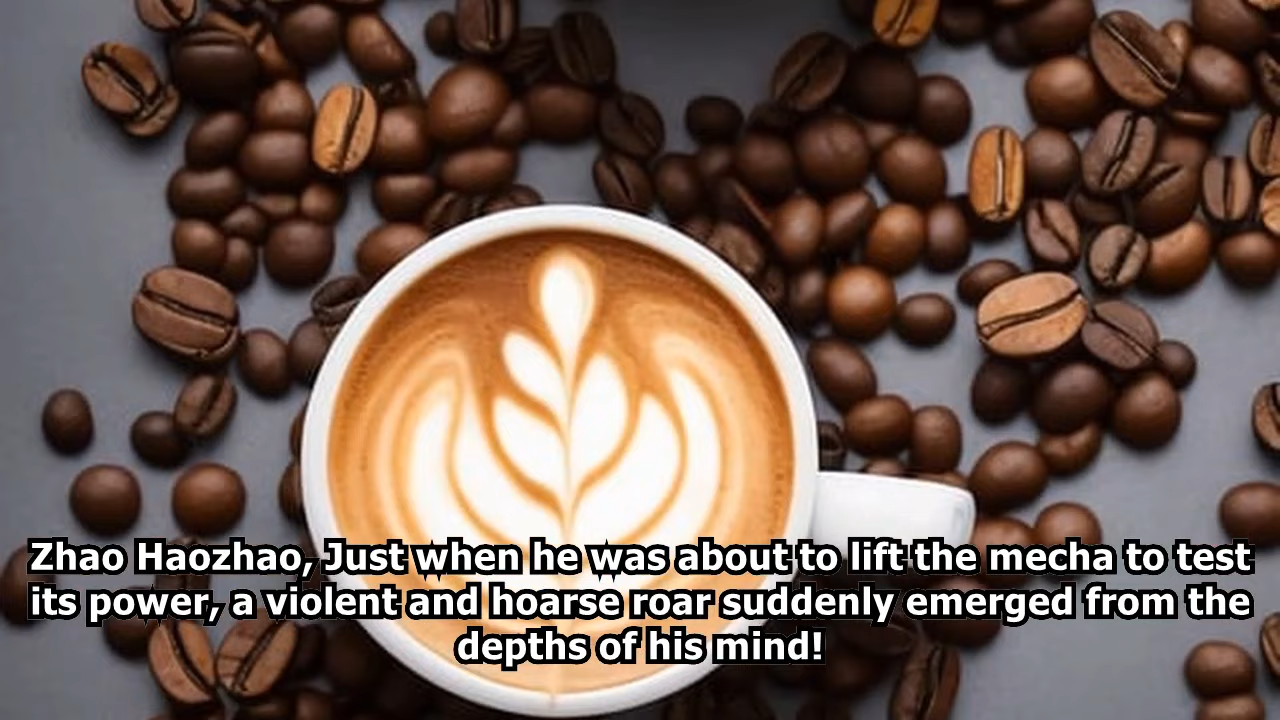 Zhao Haozhao, Just when he was about to lift the mecha to test
its power, a violent and hoarse roar suddenly emerged from the
depths of his mind!